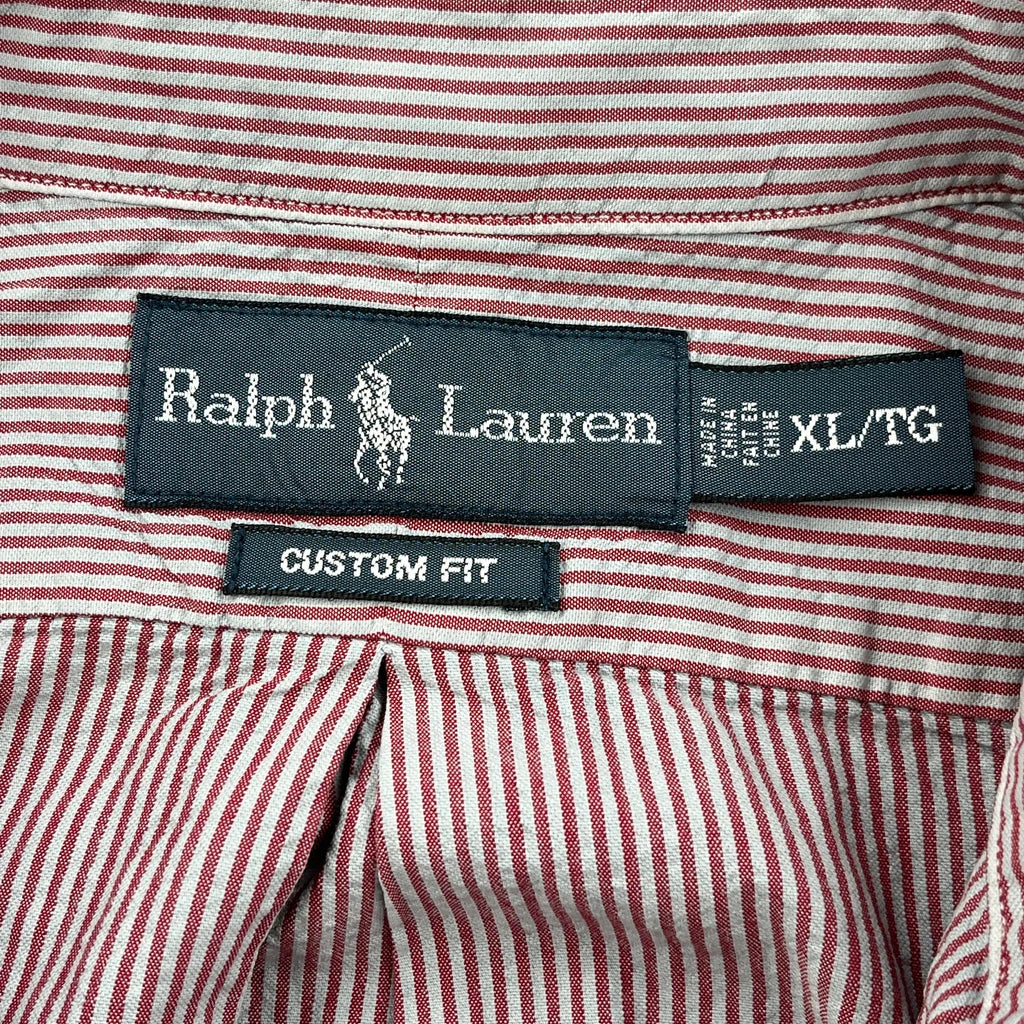 Ralph Lauren
MADE IN
CHINA
FAIT EN
CHINE
XL/TG
CUSTOM FIT